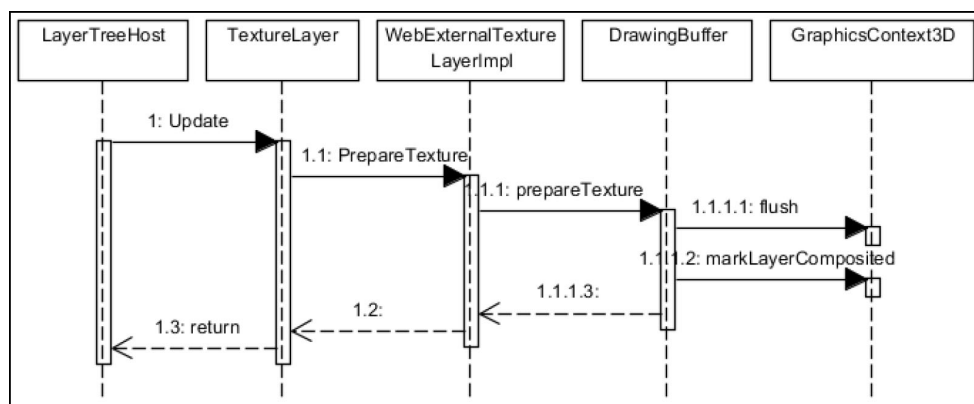 LayerTreeHost
TextureLayer
WebExternalTexture
LayerImpl
DrawingBuffer
GraphicsContext3D
1: Update
1.1: PrepareTexture
1.1.1: prepareTexture
1.1.1.1: flush
1.1.1.2: markLayerComposited
1.1.1.3:
1.2:
1.3: return